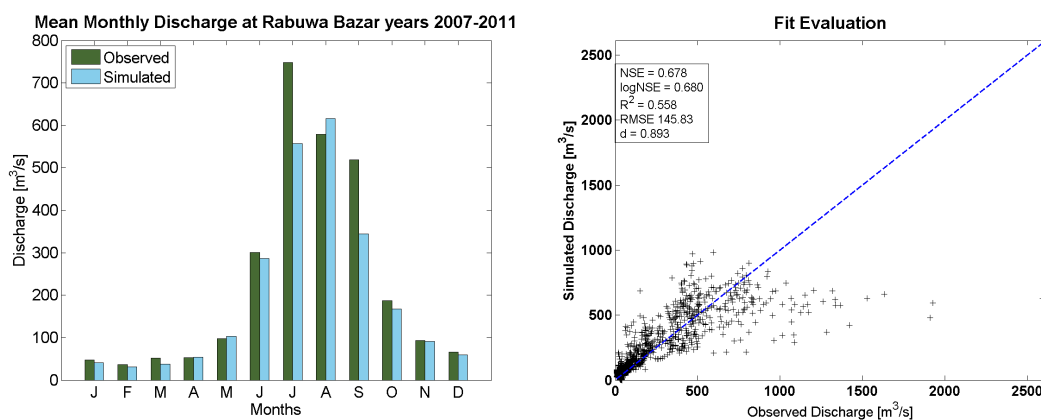 Mean Monthly Discharge at Rabuwa Bazar years 2007-2011
800
700
600
500
400
300
200
100
0
Discharge [m³/s]
Observed
Simulated
J F M A M J J A S O N D
Months
Fit Evaluation
2500
2000
1500
1000
500
0
Simulated Discharge [m³/s]
NSE = 0.678
logNSE = 0.680
R² = 0.558
RMSE 145.83
d = 0.893
0 500 1000 1500 2000 2500
Observed Discharge [m³/s]